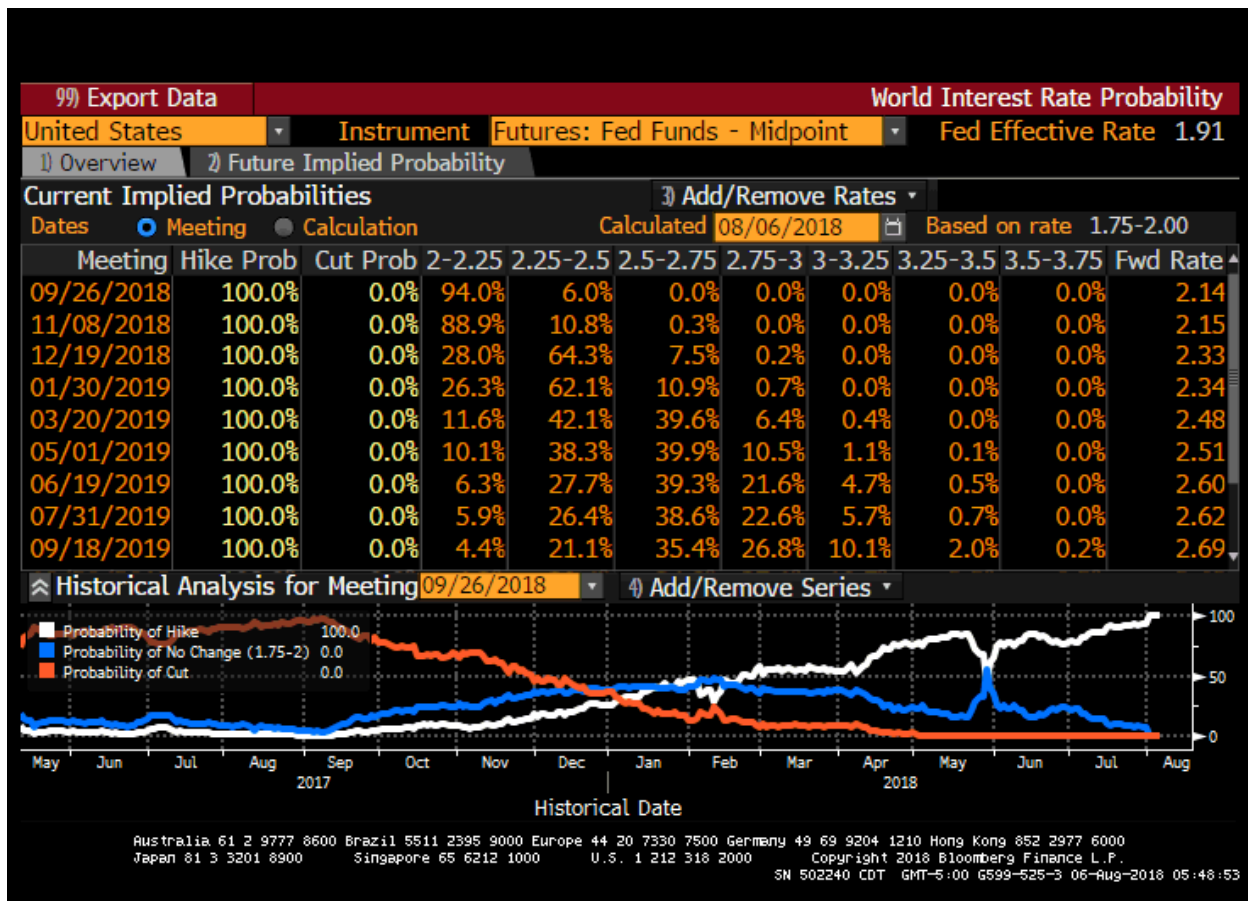 99) Export Data World Interest Rate Probability
United States Instrument Futures: Fed Funds - Midpoint Fed Effective Rate 1.91
1) Overview 2) Future Implied Probability
Current Implied Probabilities 3) Add/Remove Rates
Dates Meeting Calculation Calculated 08/06/2018 Based on rate 1.75-2.00
Meeting Hike Prob Cut Prob 2-2.25 2.25-2.5 2.5-2.75 2.75-3 3-3.25 3.25-3.5 3.5-3.75 Fwd Rate
09/26/2018 100.0% 0.0% 94.0% 6.0% 0.0% 0.0% 0.0% 0.0% 0.0% 2.14
11/08/2018 100.0% 0.0% 88.9% 10.8% 0.3% 0.0% 0.0% 0.0% 0.0% 2.15
12/19/2018 100.0% 0.0% 28.0% 64.3% 7.5% 0.2% 0.0% 0.0% 0.0% 2.33
01/30/2019 100.0% 0.0% 26.3% 62.1% 10.9% 0.7% 0.0% 0.0% 0.0% 2.34
03/20/2019 100.0% 0.0% 11.6% 42.1% 39.6% 6.4% 0.4% 0.0% 0.0% 2.48
05/01/2019 100.0% 0.0% 10.1% 38.3% 39.9% 10.5% 1.1% 0.1% 0.0% 2.51
06/19/2019 100.0% 0.0% 6.3% 27.7% 39.3% 21.6% 4.7% 0.5% 0.0% 2.60
07/31/2019 100.0% 0.0% 5.9% 26.4% 38.6% 22.6% 5.7% 0.7% 0.0% 2.62
09/18/2019 100.0% 0.0% 4.4% 21.1% 35.4% 26.8% 10.1% 2.0% 0.2% 2.69
Historical Analysis for Meeting 09/26/2018 4) Add/Remove Series
Probability of Hike 100.0
Probability of No Change (1.75-2) 0.0
Probability of Cut 0.0
100
50
0
May Jun Jul Aug Sep Oct Nov Dec Jan Feb Mar Apr May Jun Jul Aug
2017 2018
Historical Date
Australia 61 2 9777 8600 Brazil 5511 2395 9000 Europe 44 20 7330 7500 Germany 49 69 9204 1210 Hong Kong 852 2977 6000
Japan 81 3 3201 8900 Singapore 65 6212 1000 U.S. 1 212 318 2000 Copyright 2018 Bloomberg Finance L.P.
SN 502240 CDT GMT-5:00 G599-525-3 06-Aug-2018 05:48:53